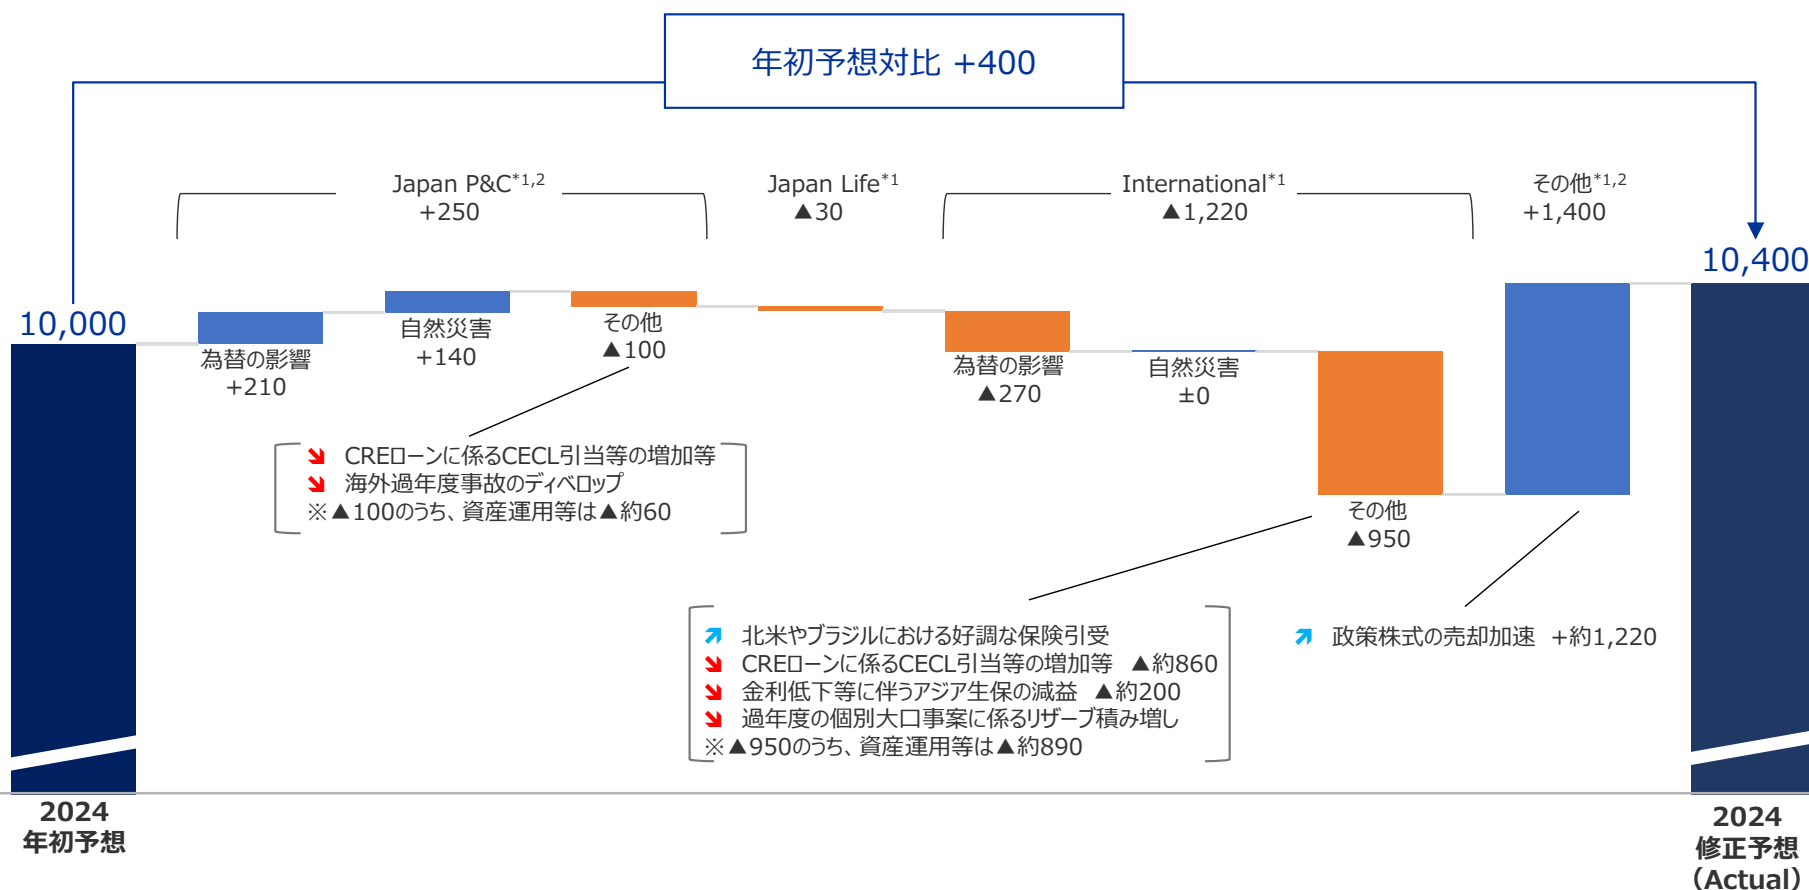 年初予想対比 +400
Japan P&C*1,2
+250
Japan Life*1
▲30
International*1
▲1,220
その他*1,2
+1,400
10,000
10,400
為替の影響
+210
自然災害
+140
その他
▲100
為替の影響
▲270
自然災害
±0
その他
▲950
CREローンに係るCECL引当等の増加等
海外過年度事故のディベロップ
※▲100のうち、資産運用等は▲約60
北米やブラジルにおける好調な保険引受
CREローンに係るCECL引当等の増加等 ▲約860
金利低下等に伴うアジア生保の減益 ▲約200
過年度の個別大口事案に係るリザーブ積み増し
※▲950のうち、資産運用等は▲約890
政策株式の売却加速 +約1,220
2024
年初予想
2024
修正予想
(Actual)